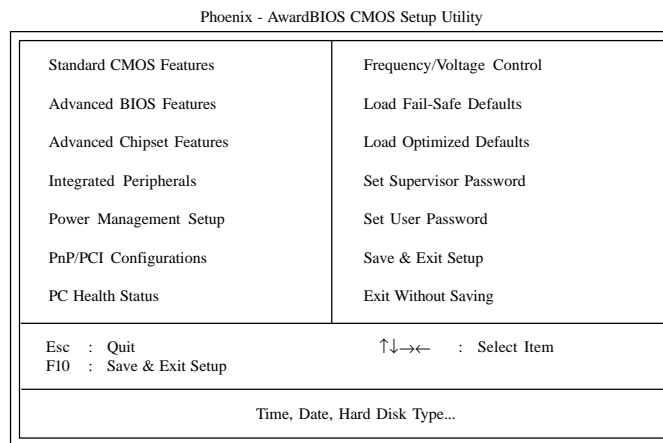 Phoenix - AwardBIOS CMOS Setup Utility
Standard CMOS Features
Advanced BIOS Features
Advanced Chipset Features
Integrated Peripherals
Power Management Setup
PnP/PCI Configurations
PC Health Status
Frequency/Voltage Control
Load Fail-Safe Defaults
Load Optimized Defaults
Set Supervisor Password
Set User Password
Save & Exit Setup
Exit Without Saving
Esc : Quit
F10 : Save & Exit Setup
↑↓→← : Select Item
Time, Date, Hard Disk Type...